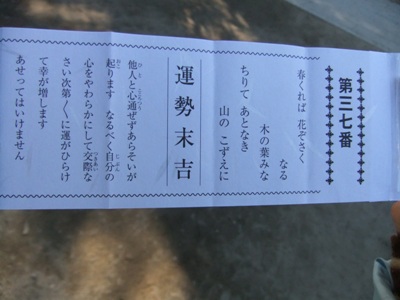 第三七番
春くれば 花ぞさく
なる
木の葉みな
ちりて あとなき
山の こずえに
運勢末吉
他人と心通ぜずあらそいが
起ります なるべく自分の
心をやわらかにして交際な
さい次第〱に運がひらけ
て幸が増します
あせってはいけません